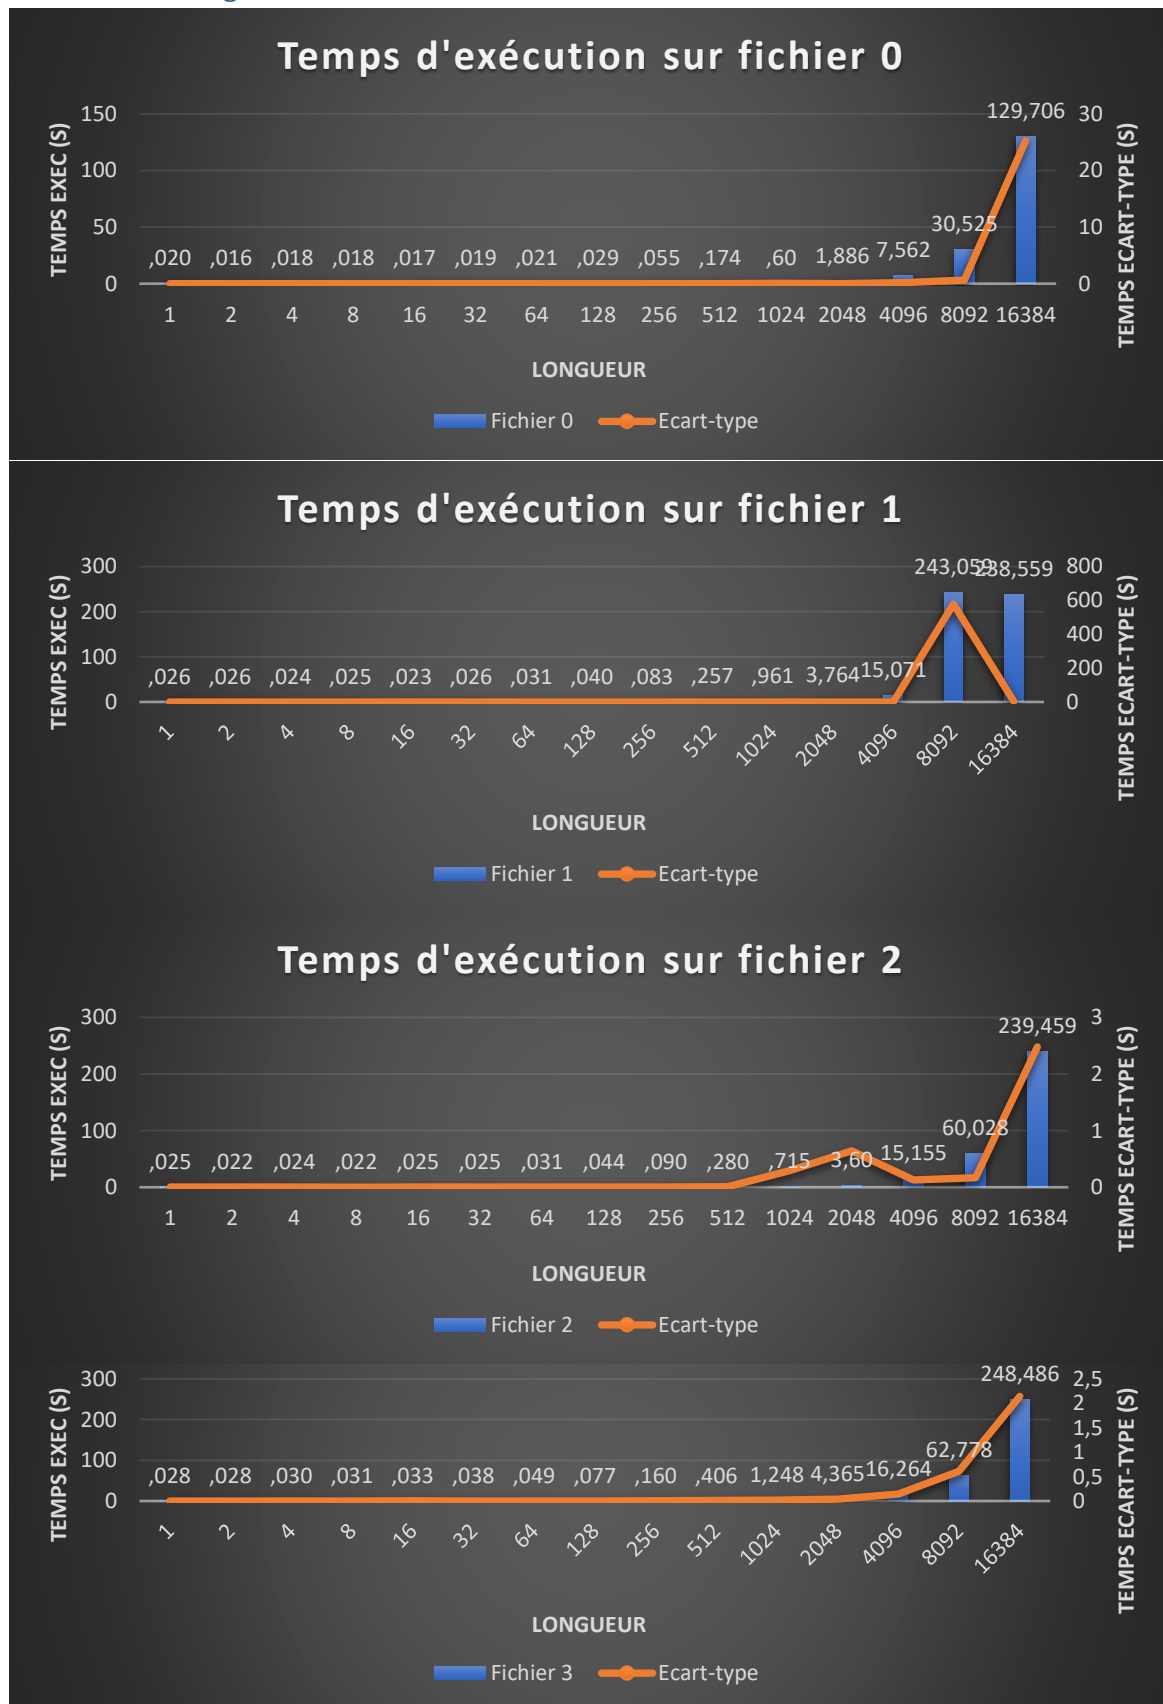 Temps d'exécution sur fichier 0
TEMPS EXEC (S)
150
100
50
0
,020 ,016 ,018 ,018 ,017 ,019 ,021 ,029 ,055 ,174 ,60 1,886 7,562 30,525 129,706
30
20
10
0
TEMPS ECART-TYPE (S)
1 2 4 8 16 32 64 128 256 512 1024 2048 4096 8092 16384
LONGUEUR
Fichier 0 Ecart-type
Temps d'exécution sur fichier 1
TEMPS EXEC (S)
300
200
100
0
,026 ,026 ,024 ,025 ,023 ,026 ,031 ,040 ,083 ,257 ,961 3,764 15,071 243,059 238,559
800
600
400
200
0
TEMPS ECART-TYPE (S)
1 2 4 8 16 32 64 128 256 512 1024 2048 4096 8092 16384
LONGUEUR
Fichier 1 Ecart-type
Temps d'exécution sur fichier 2
TEMPS EXEC (S)
300
200
100
0
,025 ,022 ,024 ,022 ,025 ,025 ,031 ,044 ,090 ,280 ,715 3,60 15,155 60,028 239,459
3
2
1
0
TEMPS ECART-TYPE (S)
1 2 4 8 16 32 64 128 256 512 1024 2048 4096 8092 16384
LONGUEUR
Fichier 2 Ecart-type
TEMPS EXEC (S)
300
200
100
0
,028 ,028 ,030 ,031 ,033 ,038 ,049 ,077 ,160 ,406 1,248 4,365 16,264 62,778 248,486
2,5
2
1,5
1
0,5
0
TEMPS ECART-TYPE (S)
1 2 4 8 16 32 64 128 256 512 1024 2048 4096 8092 16384
LONGUEUR
Fichier 3 Ecart-type